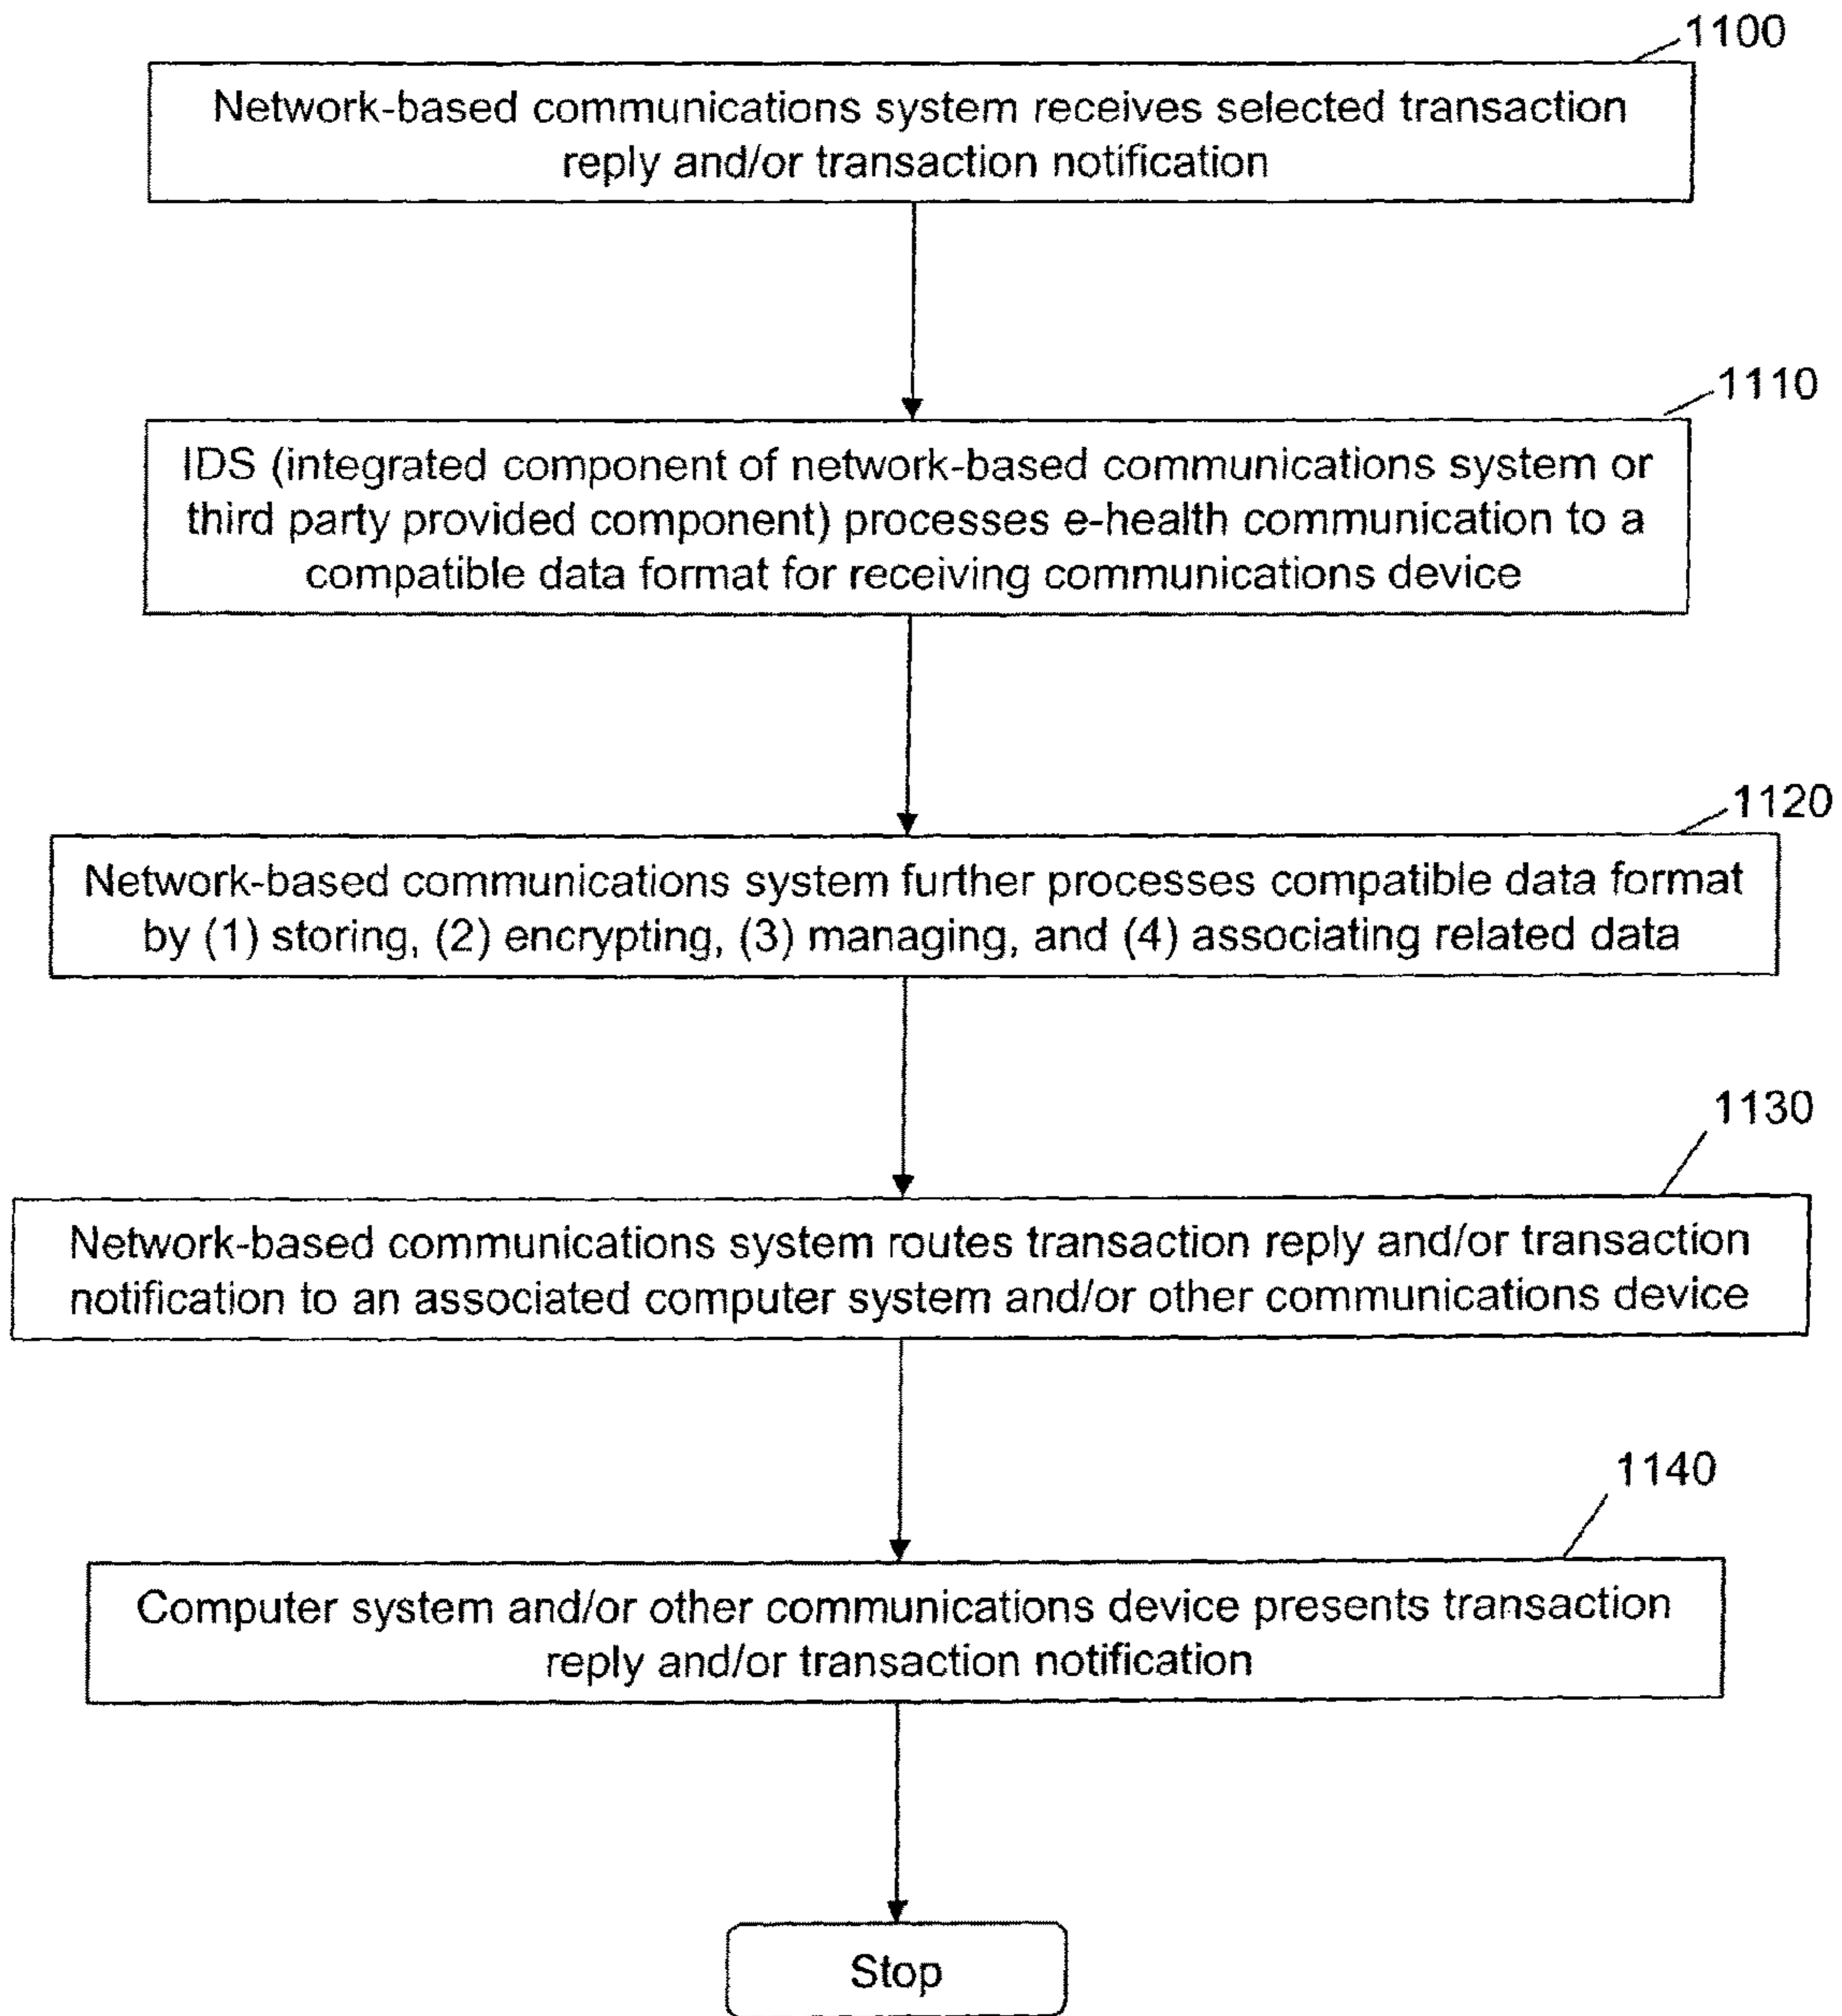 1100
Network-based communications system receives selected transaction
reply and/or transaction notification
1110
IDS (integrated component of network-based communications system or
third party provided component) processes e-health communication to a
compatible data format for receiving communications device
1120
Network-based communications system further processes compatible data format
by (1) storing, (2) encrypting, (3) managing, and (4) associating related data
1130
Network-based communications system routes transaction reply and/or transaction
notification to an associated computer system and/or other communications device
1140
Computer system and/or other communications device presents transaction
reply and/or transaction notification
Stop